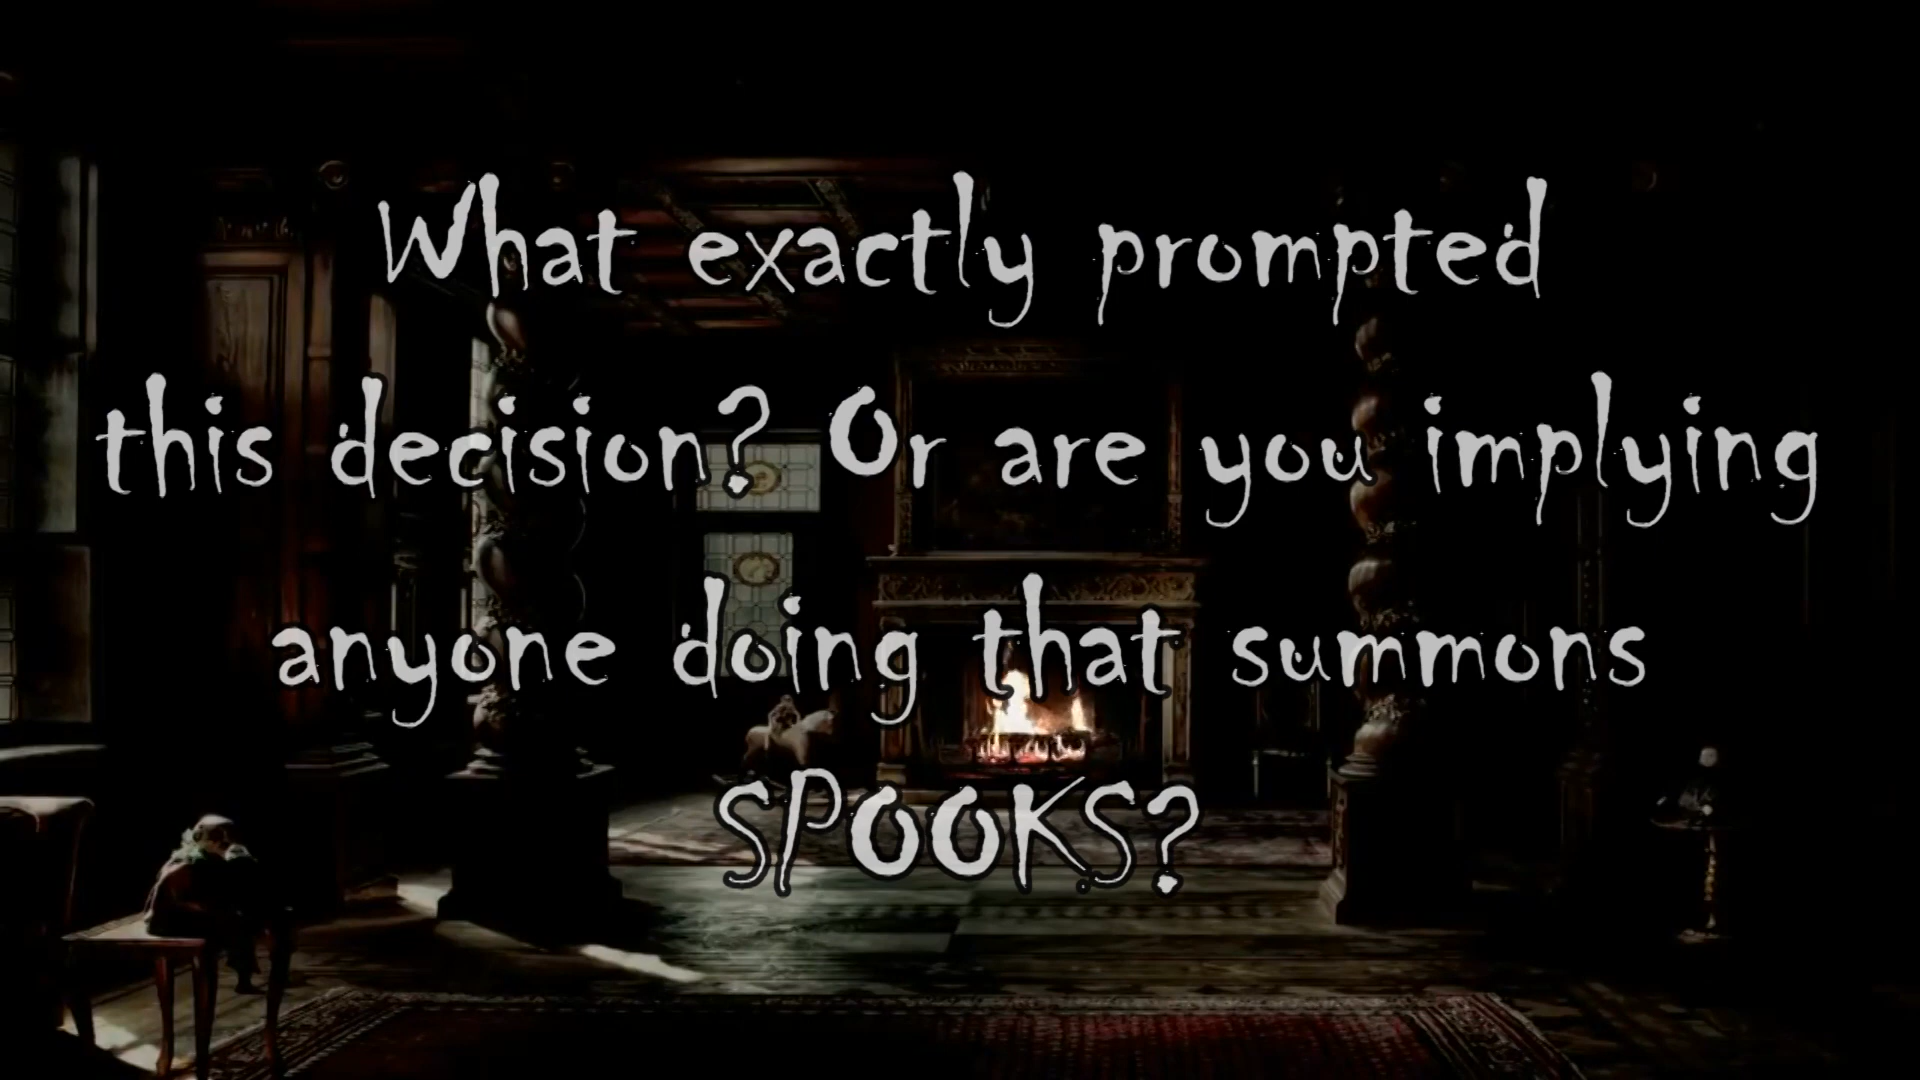 What exactly prompted
this decision? Or are you implying
anyone doing that summons
SPOOKS?